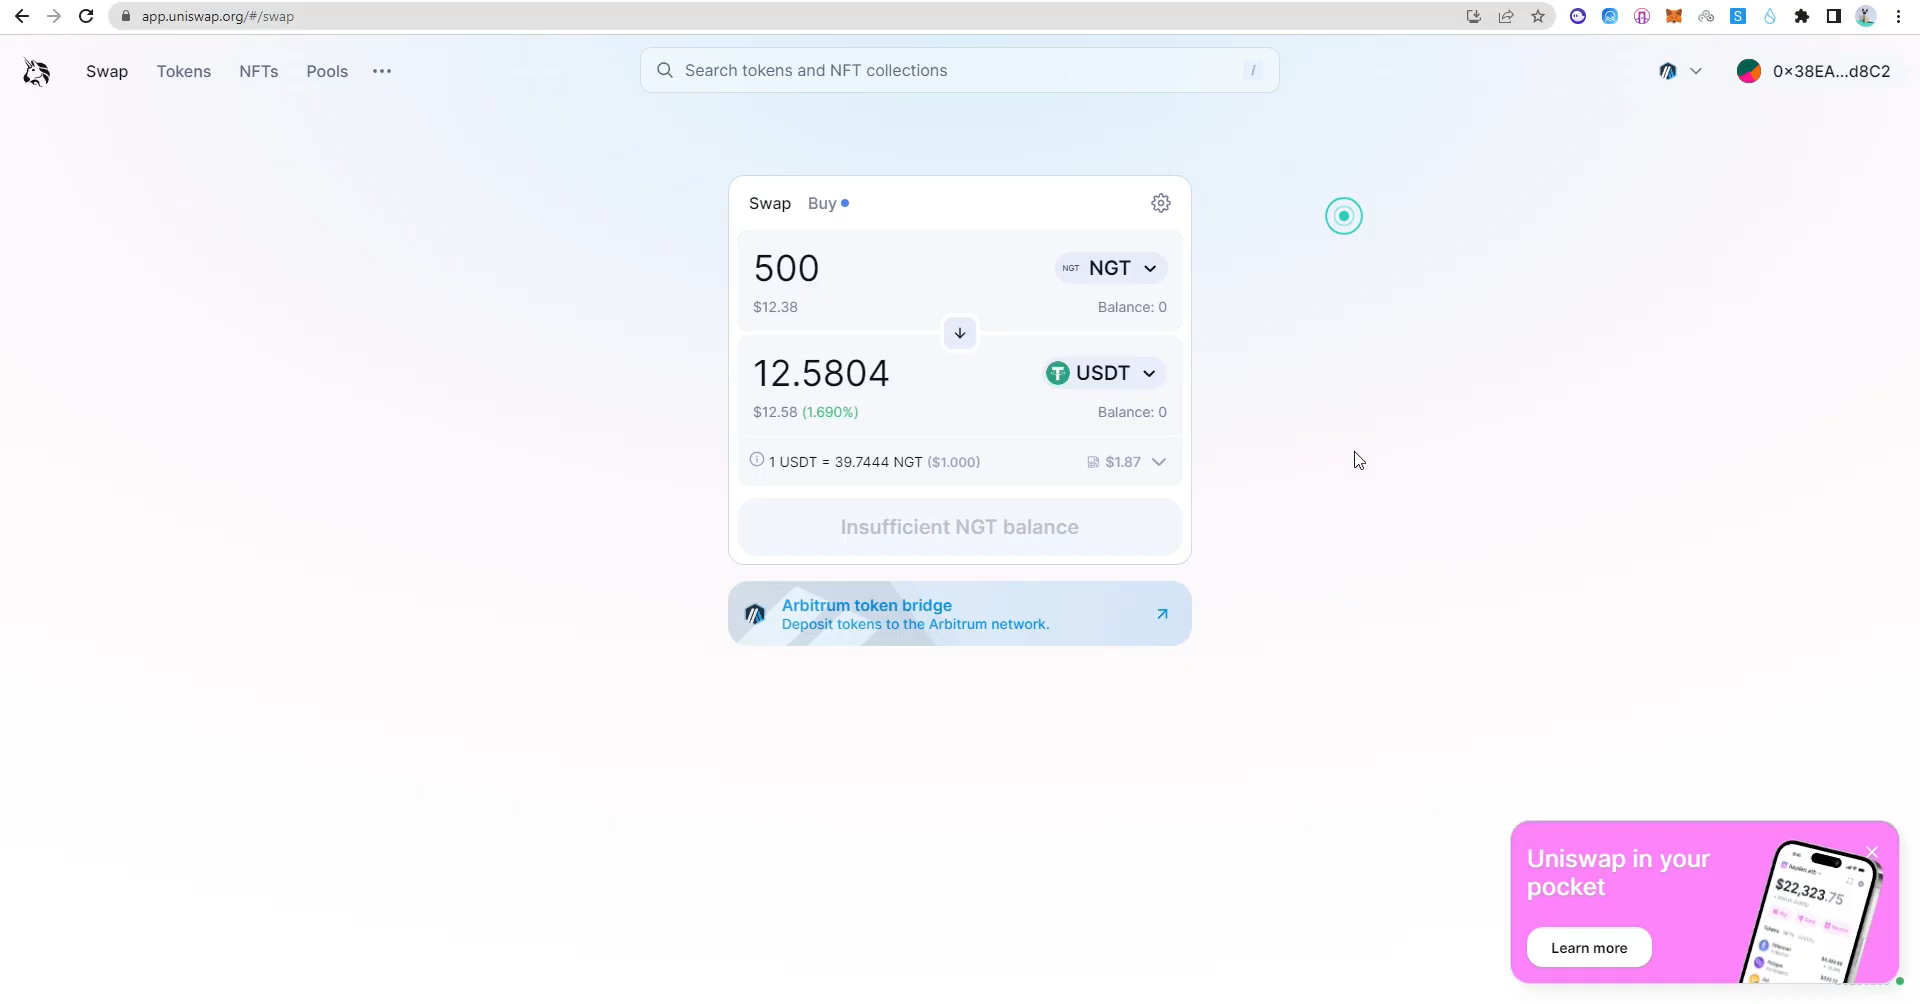 app.uniswap.org/#/swap
Swap Tokens NFTs Pools
Search tokens and NFT collections /
0×38EA...d8C2
Swap Buy
500 NGT NGT
$12.38 Balance: 0
12.5804 USDT
$12.58 (1.690%) Balance: 0
1 USDT = 39.7444 NGT ($1.000) $1.87
Insufficient NGT balance
Arbitrum token bridge
Deposit tokens to the Arbitrum network.
Uniswap in your
pocket
$22,323.75
Learn more